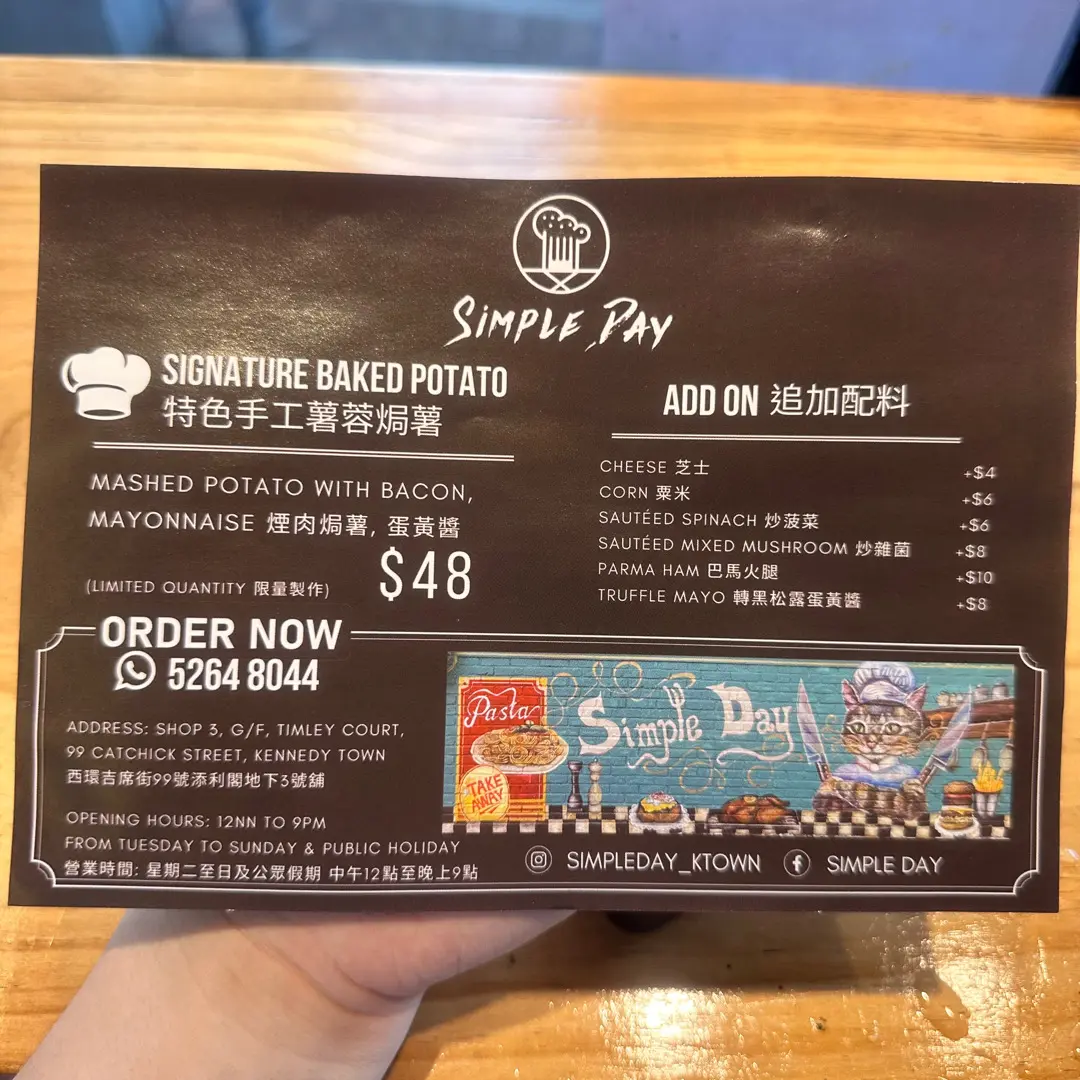 SIMPLE DAY
SIGNATURE BAKED POTATO
特色手工薯蓉焗薯
MASHED POTATO WITH BACON,
MAYONNAISE 煙肉焗薯, 蛋黃醬
(LIMITED QUANTITY 限量製作)
$48
ADD ON 追加配料
CHEESE 芝士 +$4
CORN 粟米 +$6
SAUTÉED SPINACH 炒菠菜 +$6
SAUTÉED MIXED MUSHROOM 炒雜菌 +$8
PARMA HAM 巴馬火腿 +$10
TRUFFLE MAYO 轉黑松露蛋黃醬 +$8
ORDER NOW
5264 8044
ADDRESS: SHOP 3, G/F, TIMLEY COURT,
99 CATCHICK STREET, KENNEDY TOWN
西環吉席街99號添利閣地下3號舖
OPENING HOURS: 12NN TO 9PM
FROM TUESDAY TO SUNDAY & PUBLIC HOLIDAY
營業時間: 星期二至日及公眾假期 中午12點至晚上9點
Pasta
TAKE
AWAY
Simple Day
SIMPLEDAY_KTOWN
SIMPLE DAY